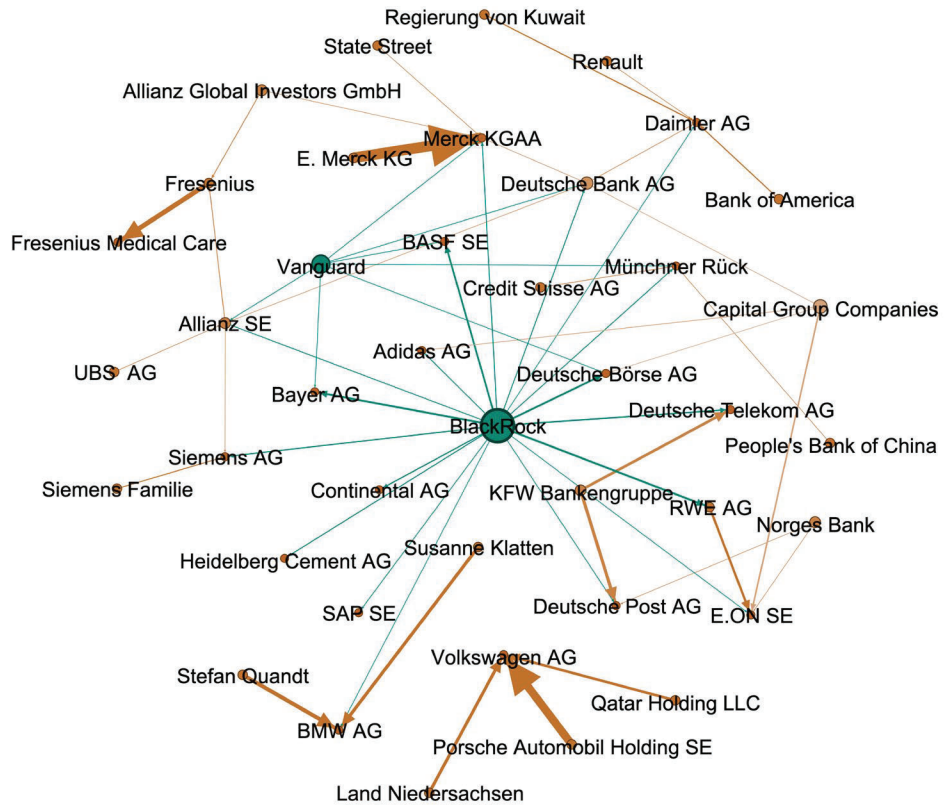 Regierung von Kuwait
State Street
Renault
Allianz Global Investors GmbH
Daimler AG
Merck KGAA
E. Merck KG
Fresenius
Deutsche Bank AG
Bank of America
Fresenius Medical Care
BASF SE
Vanguard
Münchner Rück
Credit Suisse AG
Capital Group Companies
Allianz SE
Adidas AG
UBS AG
Deutsche Börse AG
Bayer AG
Deutsche Telekom AG
BlackRock
People's Bank of China
Siemens AG
Siemens Familie
Continental AG
KFW Bankengruppe
RWE AG
Norges Bank
Susanne Klatten
Heidelberg Cement AG
SAP SE
Deutsche Post AG
E.ON SE
Volkswagen AG
Stefan Quandt
Qatar Holding LLC
BMW AG
Porsche Automobil Holding SE
Land Niedersachsen